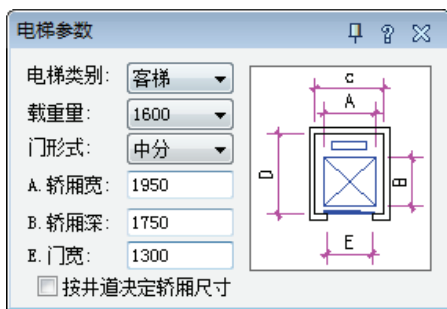 电梯参数
电梯类别: 客梯
载重量: 1600
门形式: 中分
A.轿厢宽: 1950
B.轿厢深: 1750
E.门宽: 1300
按井道决定轿厢尺寸
C
A
D
B
E